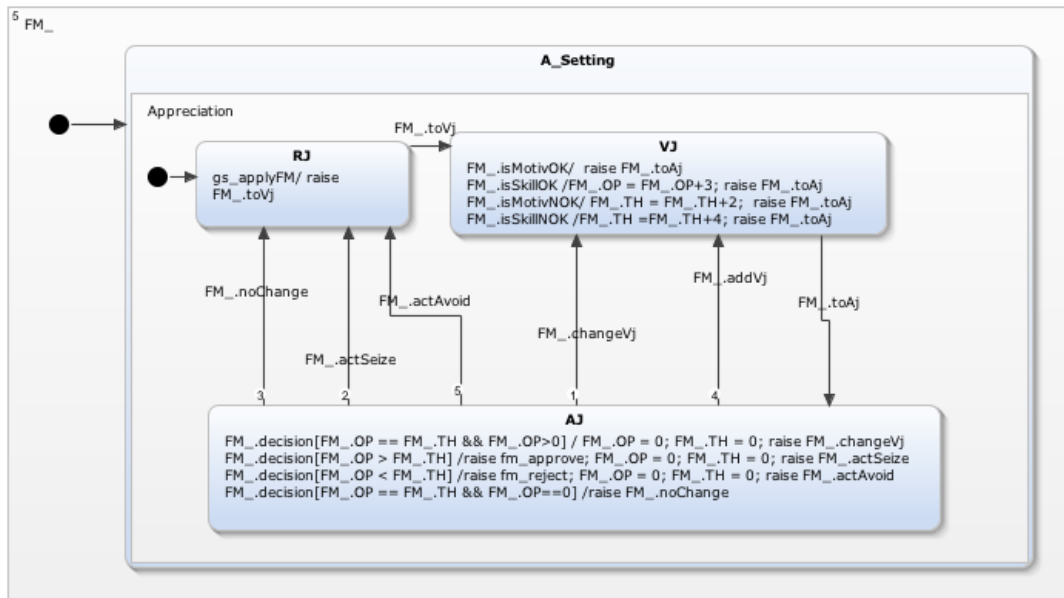 5
FM_
A_Setting
Appreciation
FM_.toVj
RJ
gs_applyFM/ raise
FM_.toVj
VJ
FM_.isMotivOK/ raise FM_.toAj
FM_.isSkillOK /FM_.OP = FM_.OP+3; raise FM_.toAj
FM_.isMotivNOK/ FM_.TH = FM_.TH+2; raise FM_.toAj
FM_.isSkillNOK /FM_.TH =FM_.TH+4; raise FM_.toAj
FM_.noChange
FM_.actSeize
FM_.actAvoid
FM_.changeVj
FM_.addVj
FM_.toAj
3
2
5
1
4
AJ
FM_.decision[FM_.OP == FM_.TH && FM_.OP>0] / FM_.OP = 0; FM_.TH = 0; raise FM_.changeVj
FM_.decision[FM_.OP > FM_.TH] /raise fm_approve; FM_.OP = 0; FM_.TH = 0; raise FM_.actSeize
FM_.decision[FM_.OP < FM_.TH] /raise fm_reject; FM_.OP = 0; FM_.TH = 0; raise FM_.actAvoid
FM_.decision[FM_.OP == FM_.TH && FM_.OP==0] /raise FM_.noChange